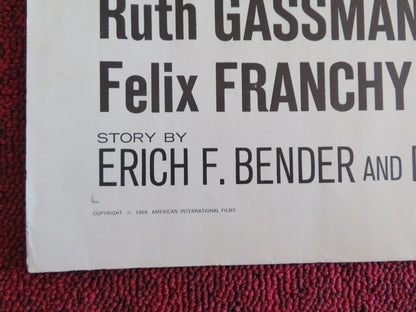 Ruth GASSMAN
Felix FRANCHY
STORY BY
ERICH F. BENDER AND
COPYRIGHT © 1969 AMERICAN INTERNATIONAL FILMS